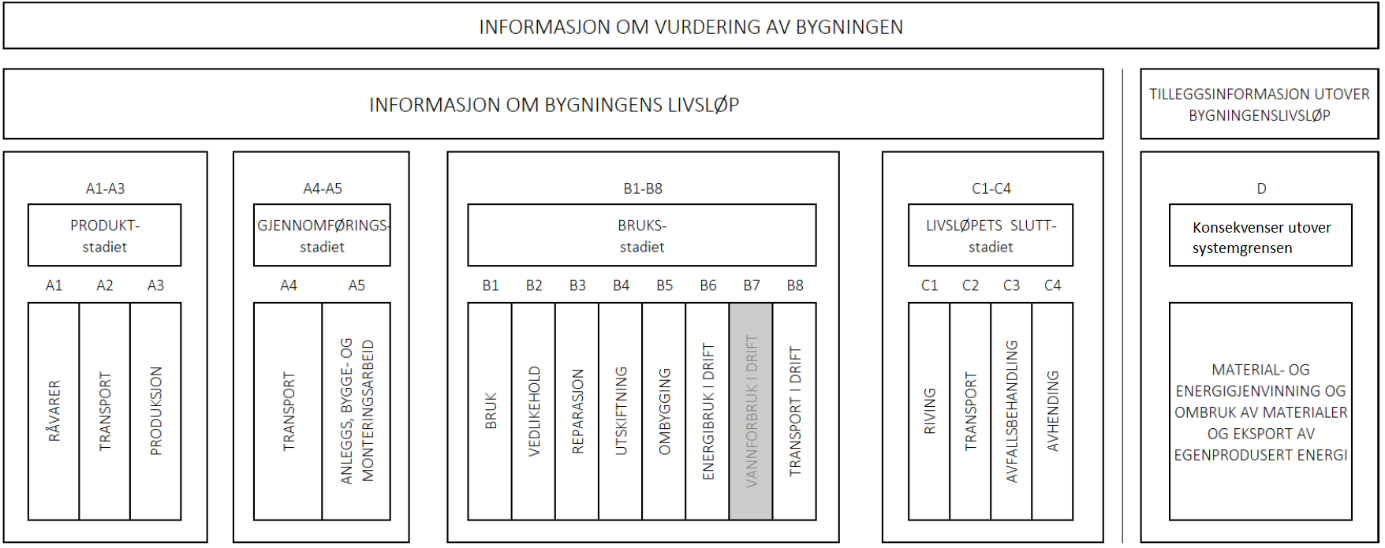 INFORMASJON OM VURDERING AV BYGNINGEN
INFORMASJON OM BYGNINGENS LIVSLØP
TILLEGGSINFORMASJON UTOVER
BYGNINGENSLIVSLØP
A1-A3
PRODUKT-
stadiet
A1
A2
A3
RÅVARER
TRANSPORT
PRODUKSJON
A4-A5
GJENNOMFØRINGS-
stadiet
A4
A5
TRANSPORT
ANLEGGS, BYGGE- OG
MONTERINGSARBEID
B1-B8
BRUKS-
stadiet
B1
B2
B3
B4
B5
B6
B7
B8
BRUK
VEDLIKEHOLD
REPARASJON
UTSKIFTNING
OMBYGGING
ENERGIBRUK I DRIFT
VANNFORBRUK I DRIFT
TRANSPORT I DRIFT
C1-C4
LIVSLØPETS SLUTT-
stadiet
C1
C2
C3
C4
RIVING
TRANSPORT
AVFALLSBEHANDLING
AVHENDING
D
Konsekvenser utover
systemgrensen
MATERIAL- OG
ENERGIGJENVINNING OG
OMBRUK AV MATERIALER
OG EKSPORT AV
EGENPRODUSERT ENERGI